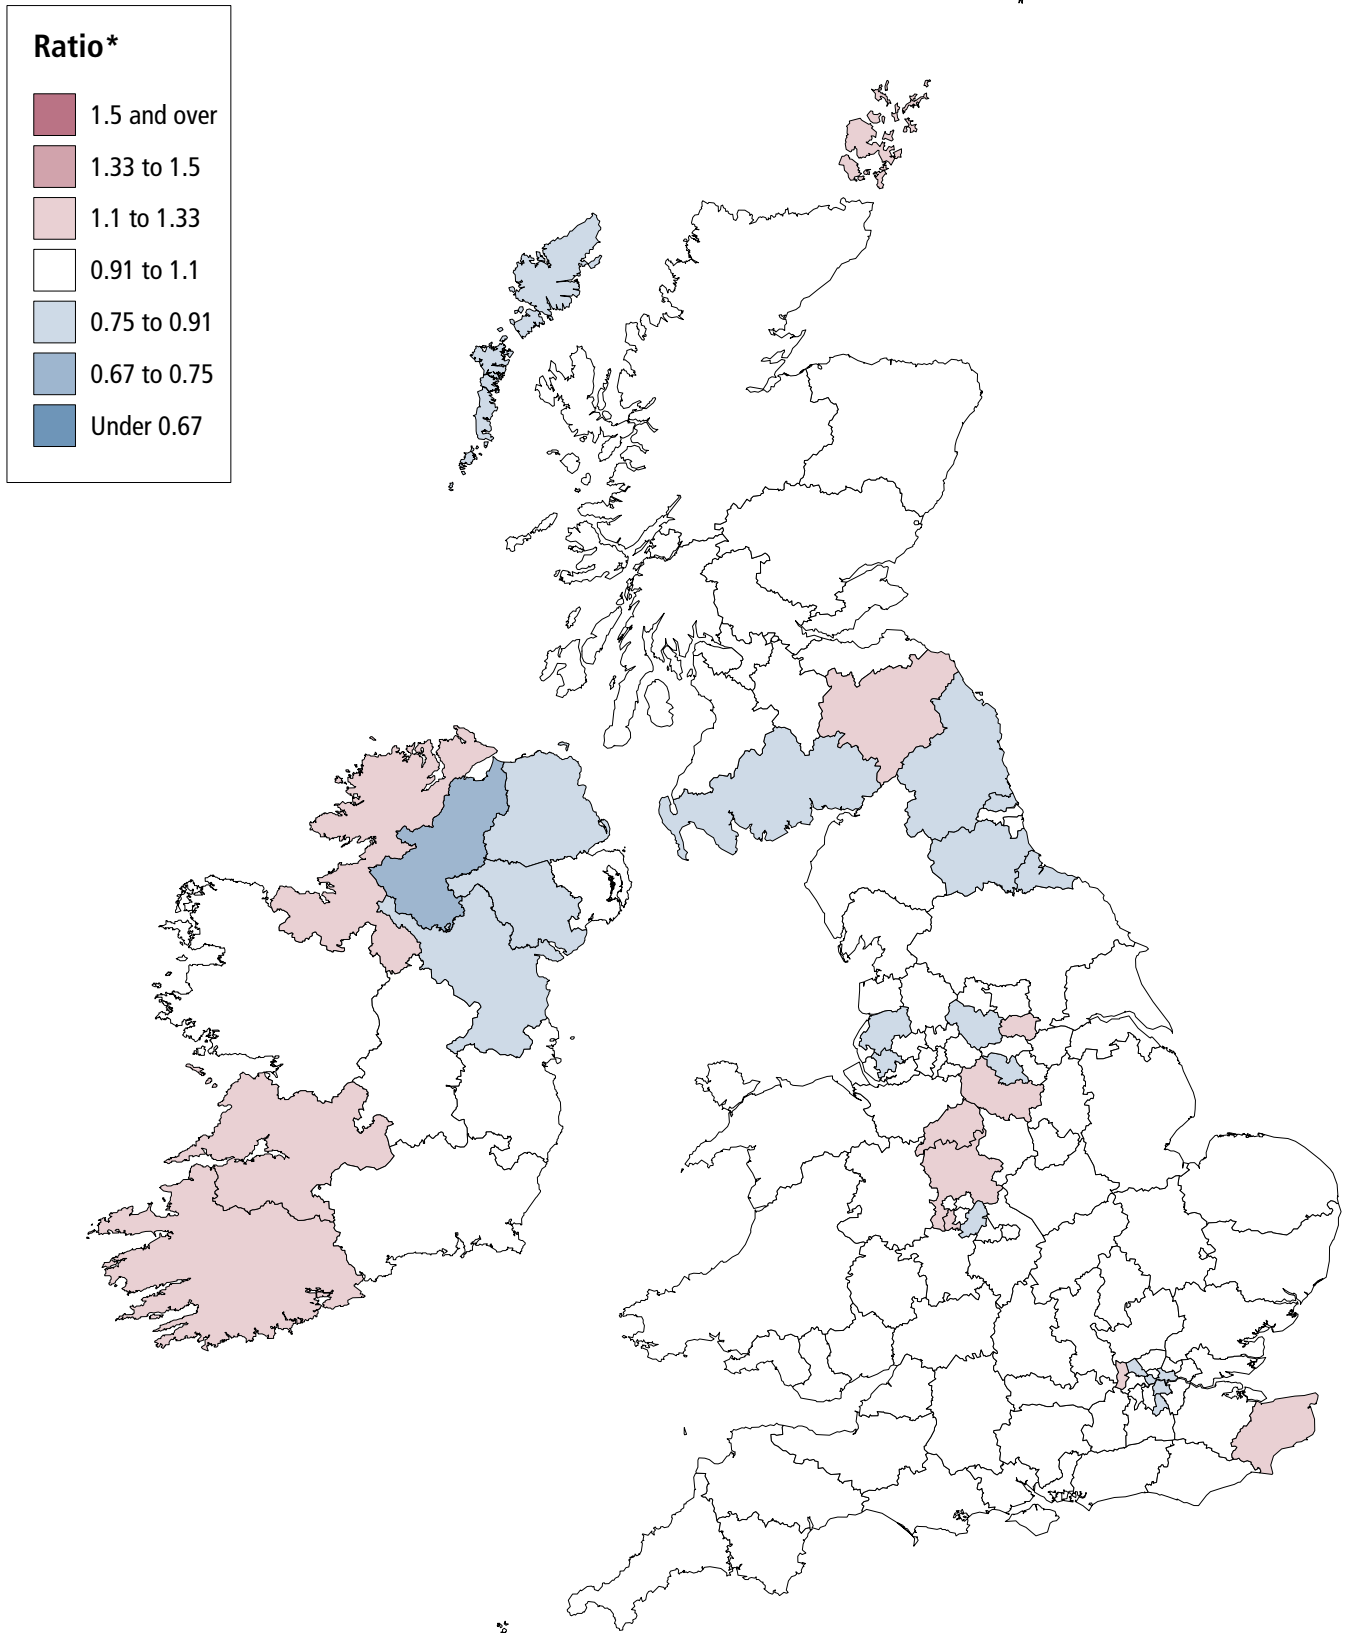 Ratio*
1.5 and over
1.33 to 1.5
1.1 to 1.33
0.91 to 1.1
0.75 to 0.91
0.67 to 0.75
Under 0.67